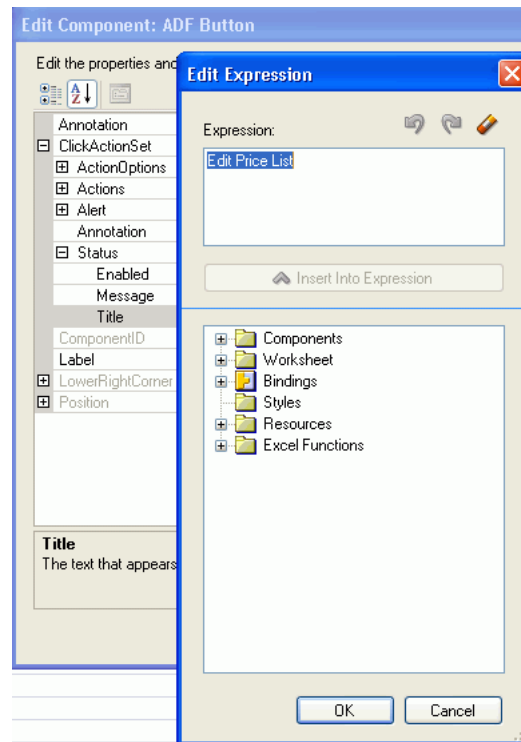 Edit Component: ADF Button
Edit the properties and
Annotation
ClickActionSet
ActionOptions
Actions
Alert
Annotation
Status
Enabled
Message
Title
ComponentID
Label
LowerRightCorner
Position
Title
The text that appears
Edit Expression
Expression:
Edit Price List
Insert Into Expression
Components
Worksheet
Bindings
Styles
Resources
Excel Functions
OK
Cancel